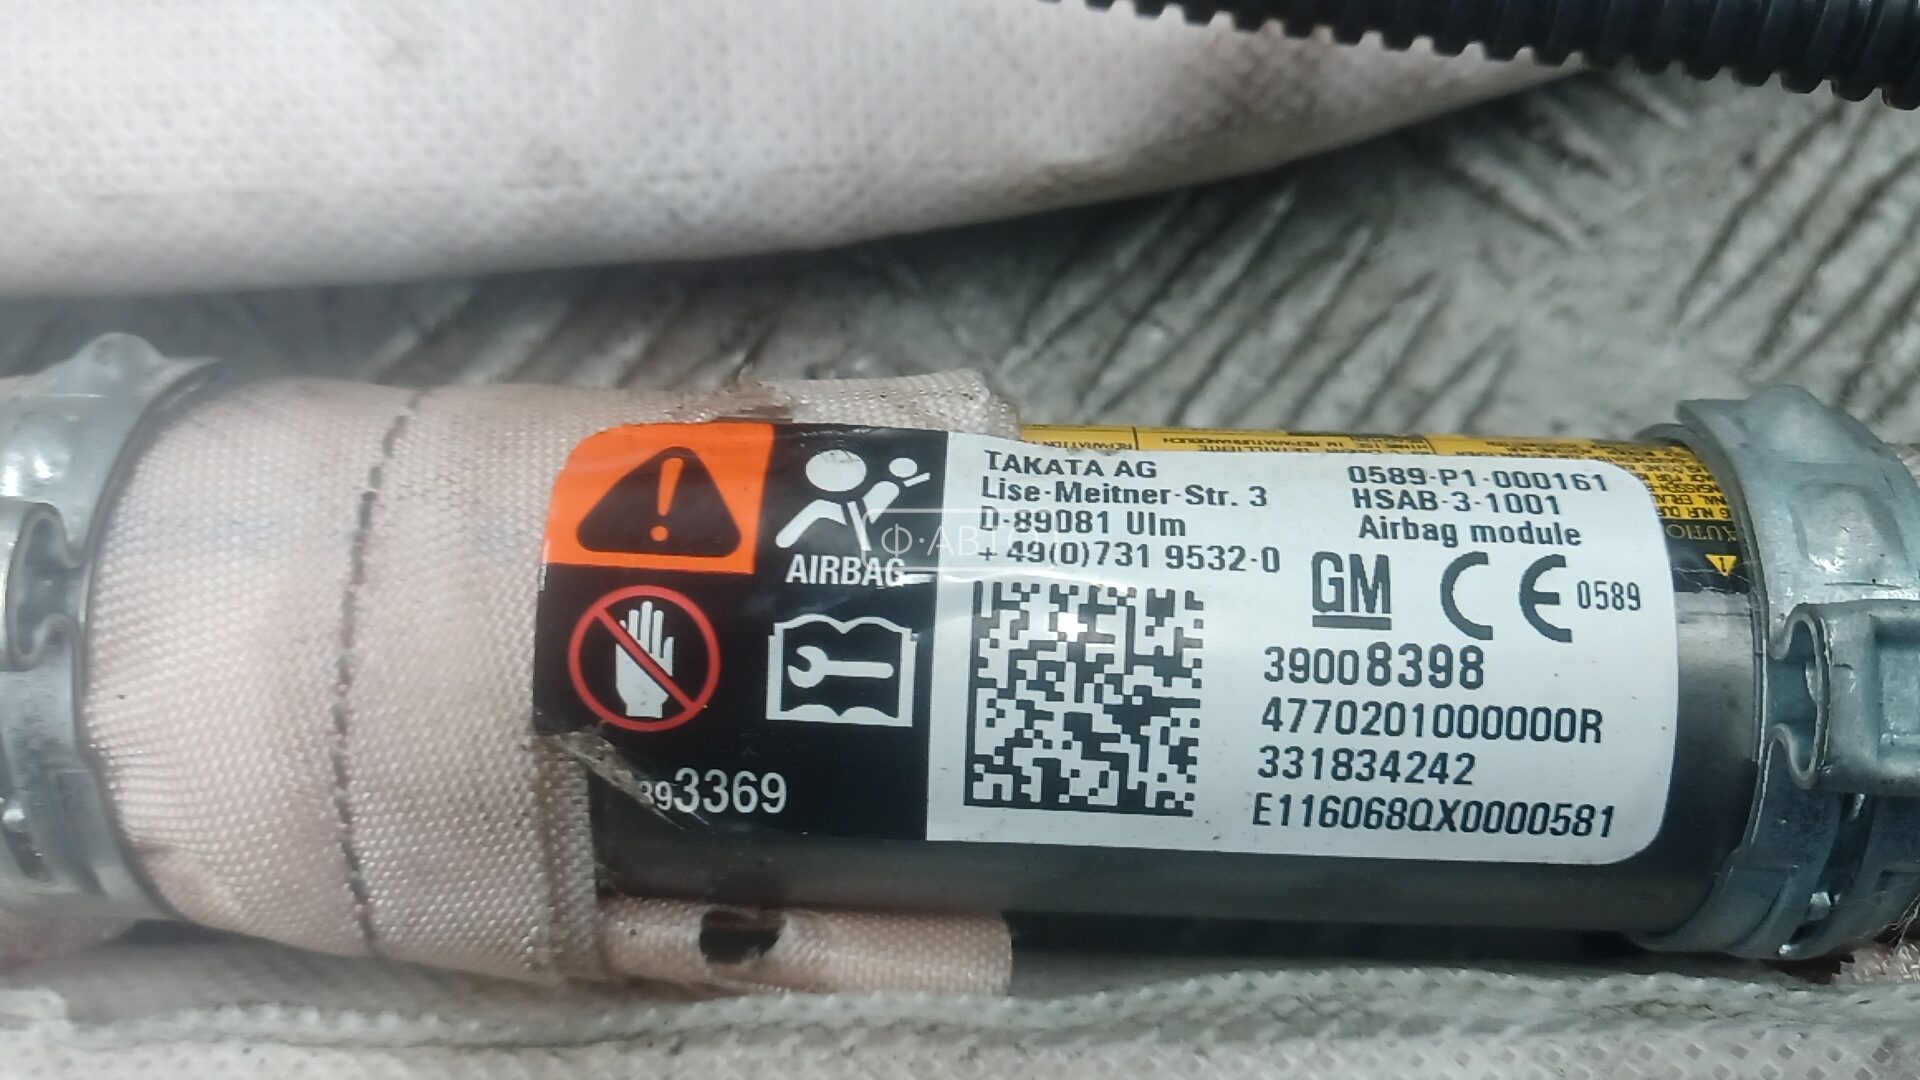 TAKATA AG
Lise-Meitner-Str. 3
D-89081 Ulm
+49(0)731 9532-0
0589-P1-000161
HSAB-3-1001
Airbag module
AIRBAG
Ф·АВТО
GM CE 0589
39008398
4770201000000R
331834242
E116068QX0000581
3369